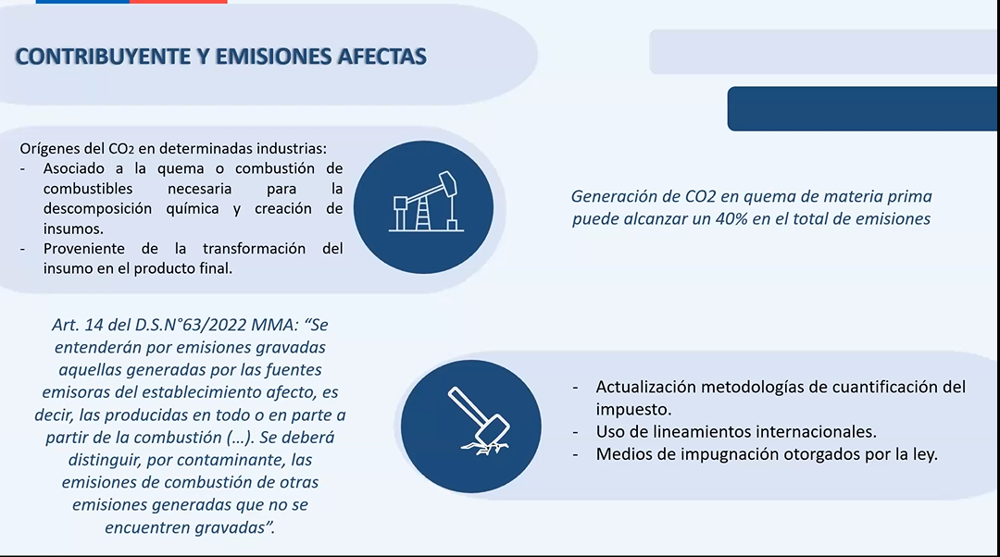 CONTRIBUYENTE Y EMISIONES AFECTAS
Orígenes del CO2 en determinadas industrias:
- Asociado a la quema o combustión de
combustibles necesaria para la
descomposición química y creación de
insumos.
- Proveniente de la transformación del
insumo en el producto final.
Generación de CO2 en quema de materia prima
puede alcanzar un 40% en el total de emisiones
Art. 14 del D.S.N°63/2022 MMA: “Se
entenderán por emisiones gravadas
aquellas generadas por las fuentes
emisoras del establecimiento afecto, es
decir, las producidas en todo o en parte a
partir de la combustión (…). Se deberá
distinguir, por contaminante, las
emisiones de combustión de otras
emisiones generadas que no se
encuentren gravadas”.
- Actualización metodologías de cuantificación del
impuesto.
- Uso de lineamientos internacionales.
- Medios de impugnación otorgados por la ley.